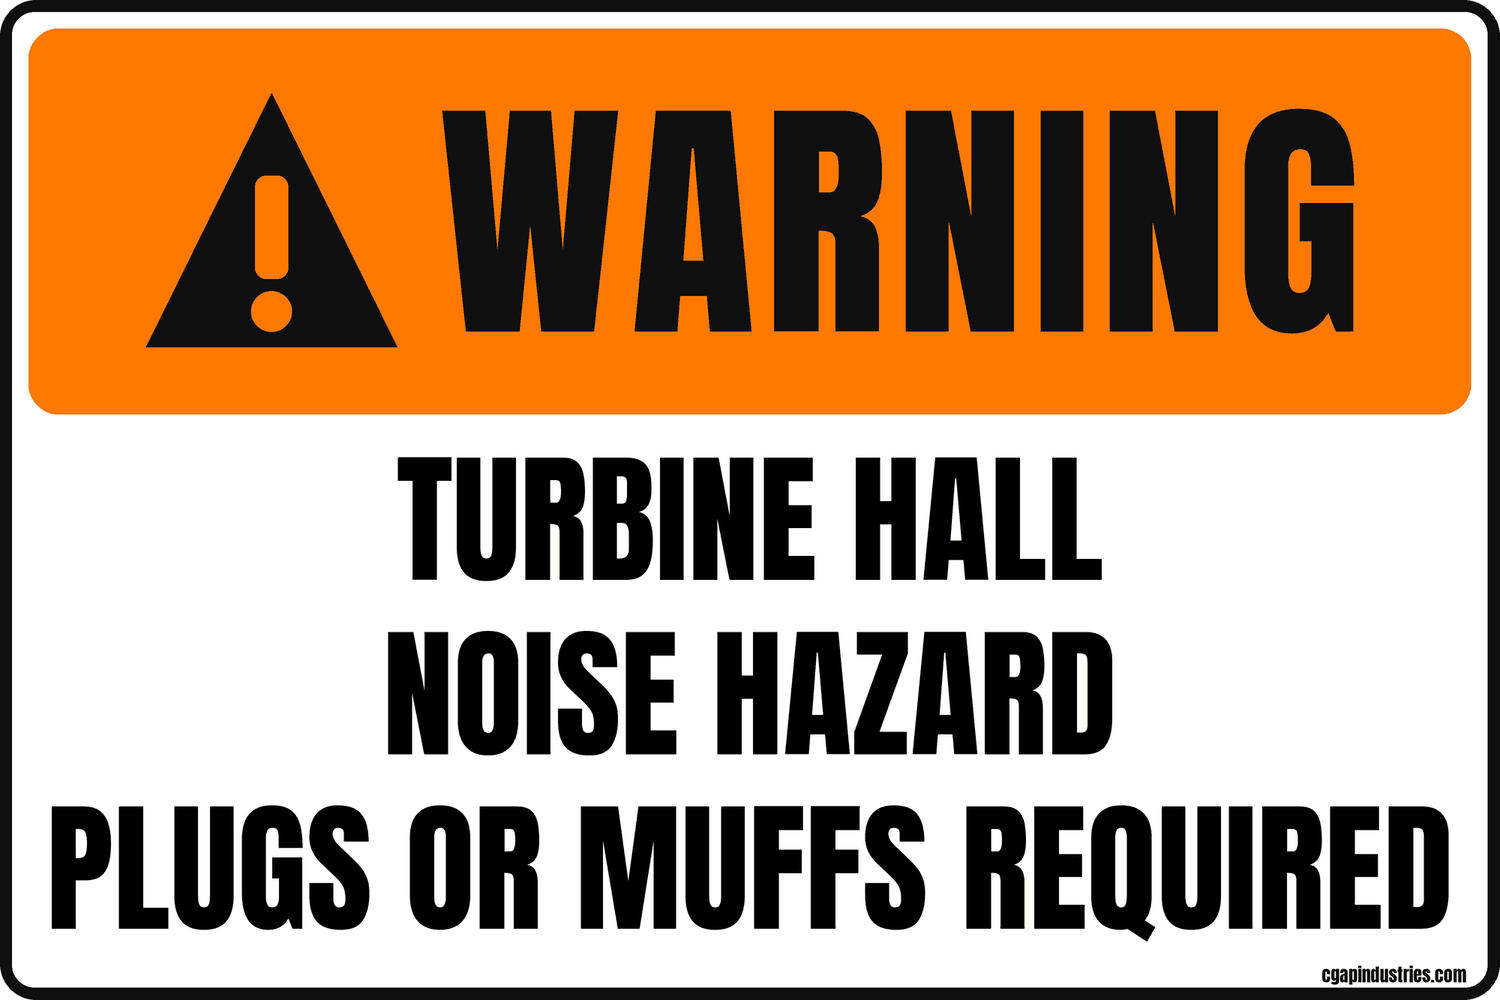 WARNING
TURBINE HALL
NOISE HAZARD
PLUGS OR MUFFS REQUIRED
cgapindustries.com